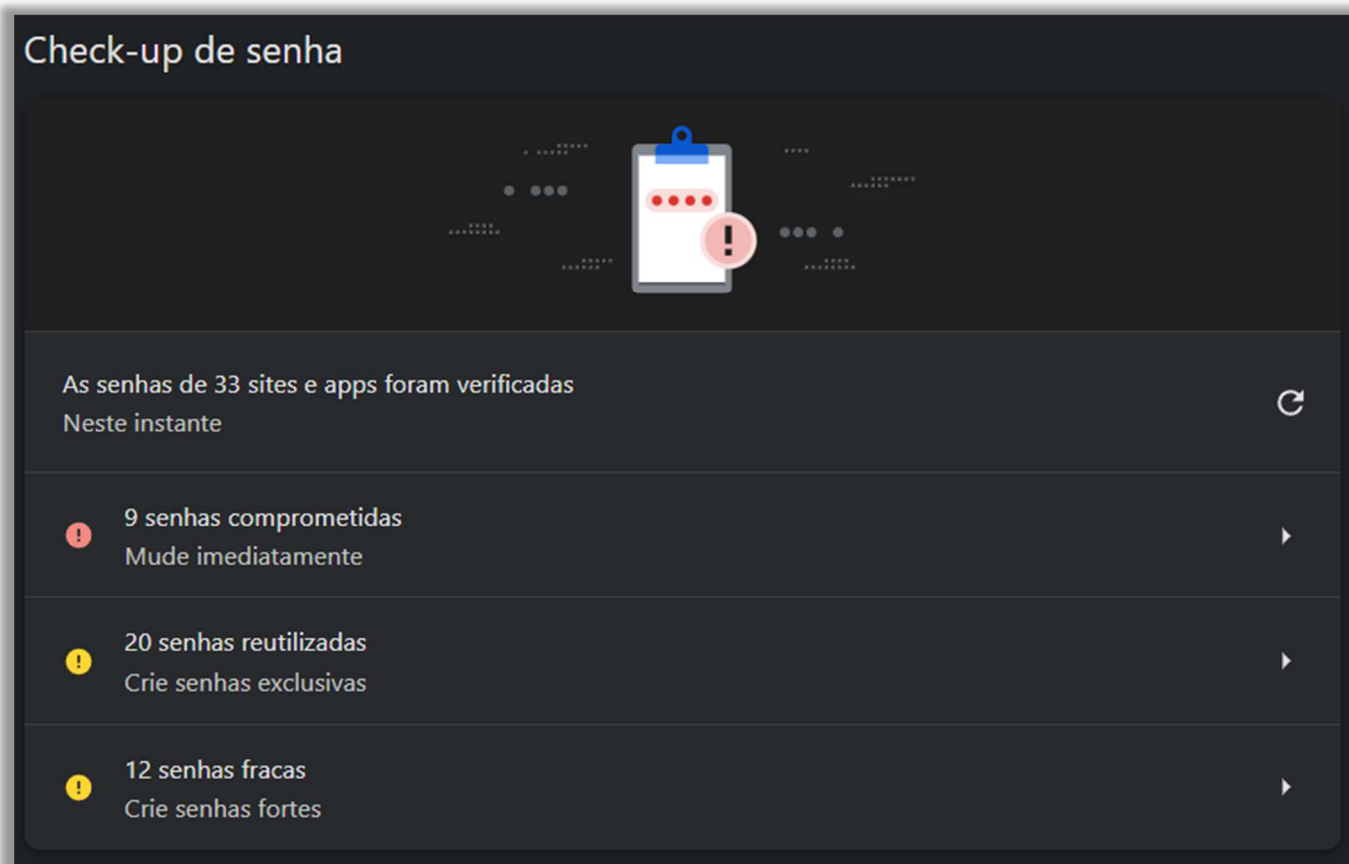 Check-up de senha
As senhas de 33 sites e apps foram verificadas
Neste instante
9 senhas comprometidas
Mude imediatamente
20 senhas reutilizadas
Crie senhas exclusivas
12 senhas fracas
Crie senhas fortes